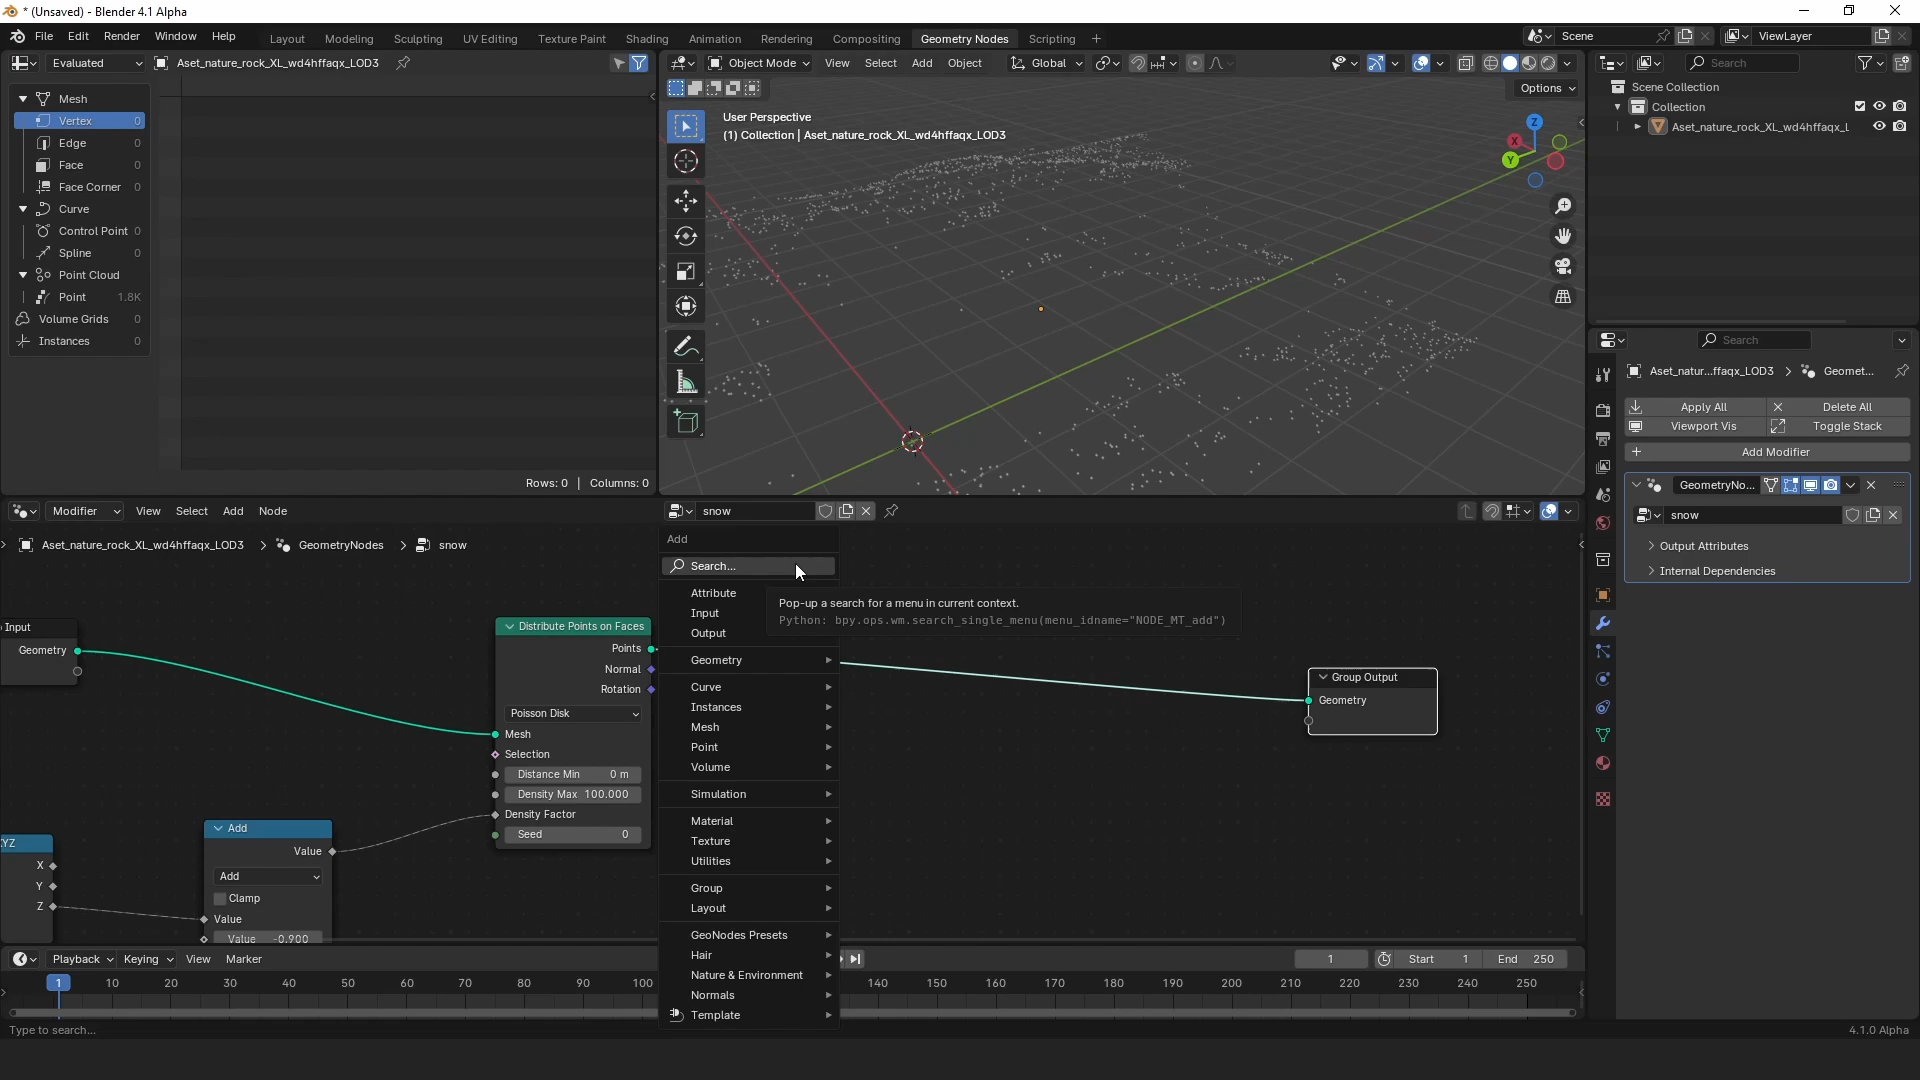 * (Unsaved) - Blender 4.1 Alpha
File Edit Render Window Help
Layout Modeling Sculpting UV Editing Texture Paint Shading Animation Rendering Compositing Geometry Nodes Scripting +
Scene
ViewLayer
Evaluated
Aset_nature_rock_XL_wd4hffaqx_LOD3
Mesh
Vertex 0
Edge 0
Face 0
Face Corner 0
Curve
Control Point 0
Spline 0
Point Cloud
Point 1.8K
Volume Grids 0
Instances 0
Rows: 0 | Columns: 0
Object Mode View Select Add Object
Global
Options
User Perspective
(1) Collection | Aset_nature_rock_XL_wd4hffaqx_LOD3
Z
X
Y
Search
Scene Collection
Collection
Aset_nature_rock_XL_wd4hffaqx_L
Search
Aset_natur...ffaqx_LOD3 > Geomet...
Apply All
Delete All
Viewport Vis
Toggle Stack
Add Modifier
GeometryNo...
snow
Output Attributes
Internal Dependencies
Modifier View Select Add Node
snow
Aset_nature_rock_XL_wd4hffaqx_LOD3 > GeometryNodes > snow
Input
Geometry
Distribute Points on Faces
Points
Normal
Rotation
Poisson Disk
Mesh
Selection
Distance Min 0 m
Density Max 100.000
Density Factor
Seed 0
YZ
X
Y
Z
Add
Value
Add
Clamp
Value
Value -0.900
Add
Search...
Attribute
Input
Output
Geometry
Curve
Instances
Mesh
Point
Volume
Simulation
Material
Texture
Utilities
Group
Layout
GeoNodes Presets
Hair
Nature & Environment
Normals
Template
Pop-up a search for a menu in current context.
Python: bpy.ops.wm.search_single_menu(menu_idname="NODE_MT_add")
Group Output
Geometry
Playback Keying View Marker
1
Start 1
End 250
1 10 20 30 40 50 60 70 80 90 100 140 150 160 170 180 190 200 210 220 230 240 250
Type to search...
4.1.0 Alpha